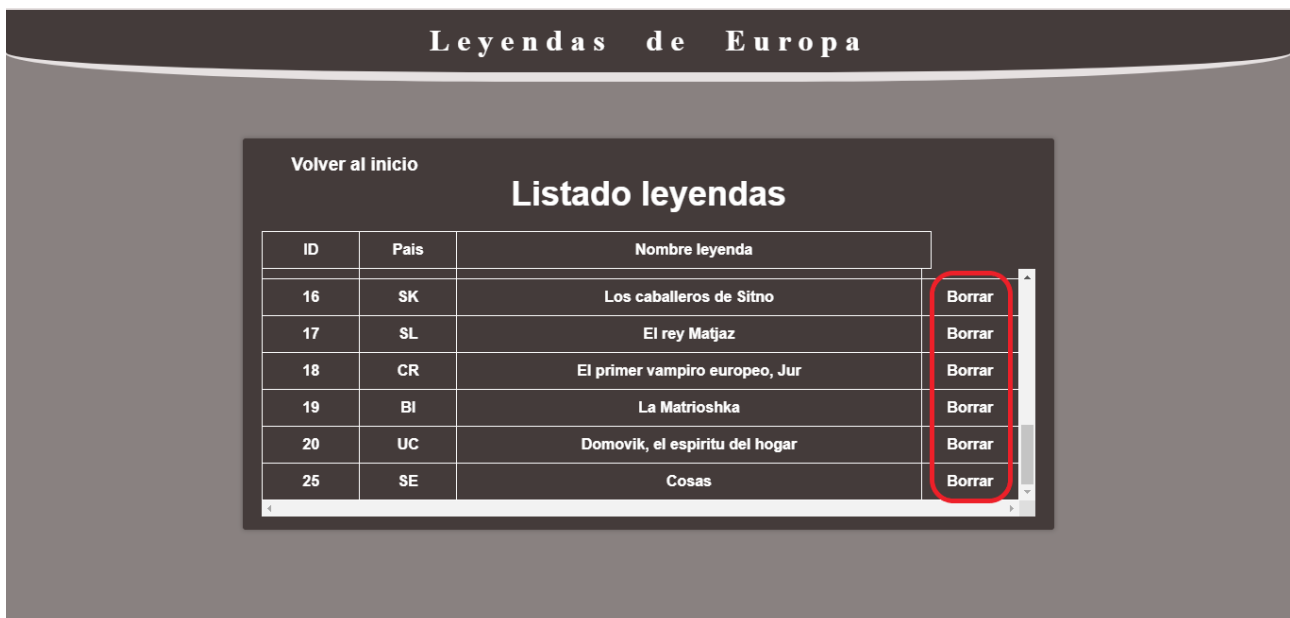 Leyendas de Europa
Volver al inicio
Listado leyendas
ID Pais Nombre leyenda
16 SK Los caballeros de Sitno Borrar
17 SL El rey Matjaz Borrar
18 CR El primer vampiro europeo, Jur Borrar
19 BI La Matrioshka Borrar
20 UC Domovik, el espiritu del hogar Borrar
25 SE Cosas Borrar